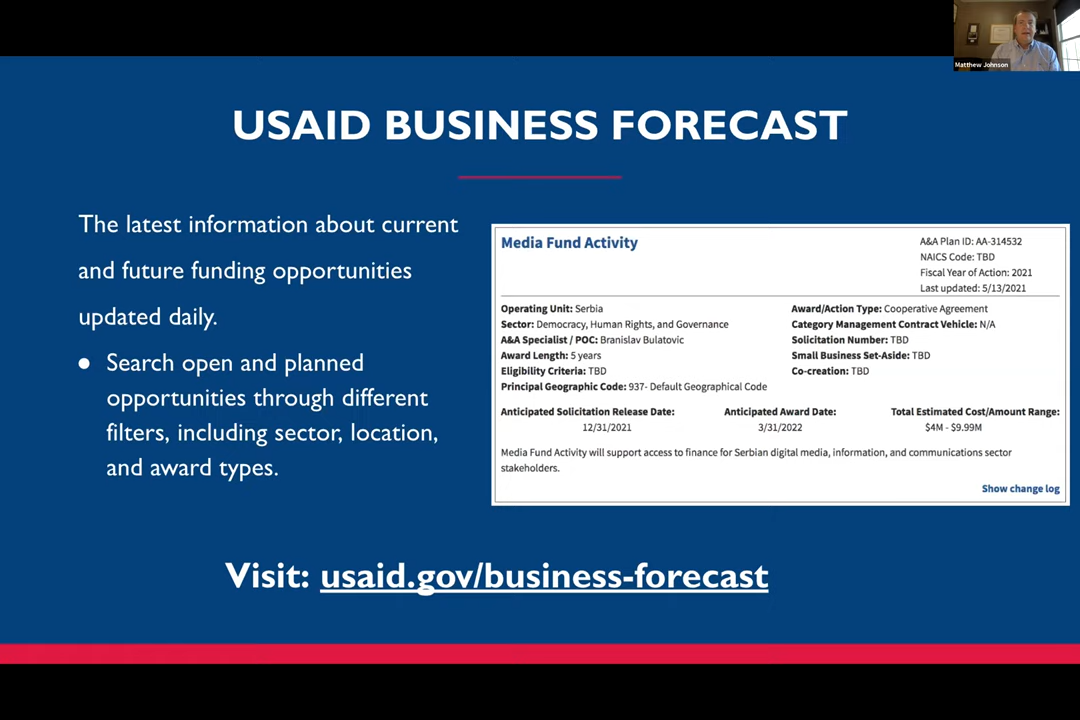 Matthew Johnson
USAID BUSINESS FORECAST
The latest information about current
and future funding opportunities
updated daily.
● Search open and planned
opportunities through different
filters, including sector, location,
and award types.
Media Fund Activity
A&A Plan ID: AA-314532
NAICS Code: TBD
Fiscal Year of Action: 2021
Last updated: 5/13/2021
Operating Unit: Serbia
Sector: Democracy, Human Rights, and Governance
A&A Specialist / POC: Branislav Bulatovic
Award Length: 5 years
Eligibility Criteria: TBD
Principal Geographic Code: 937- Default Geographical Code
Award/Action Type: Cooperative Agreement
Category Management Contract Vehicle: N/A
Solicitation Number: TBD
Small Business Set-Aside: TBD
Co-creation: TBD
Anticipated Solicitation Release Date:
12/31/2021
Anticipated Award Date:
3/31/2022
Total Estimated Cost/Amount Range:
$4M - $9.99M
Media Fund Activity will support access to finance for Serbian digital media, information, and communications sector
stakeholders.
Show change log
Visit: usaid.gov/business-forecast